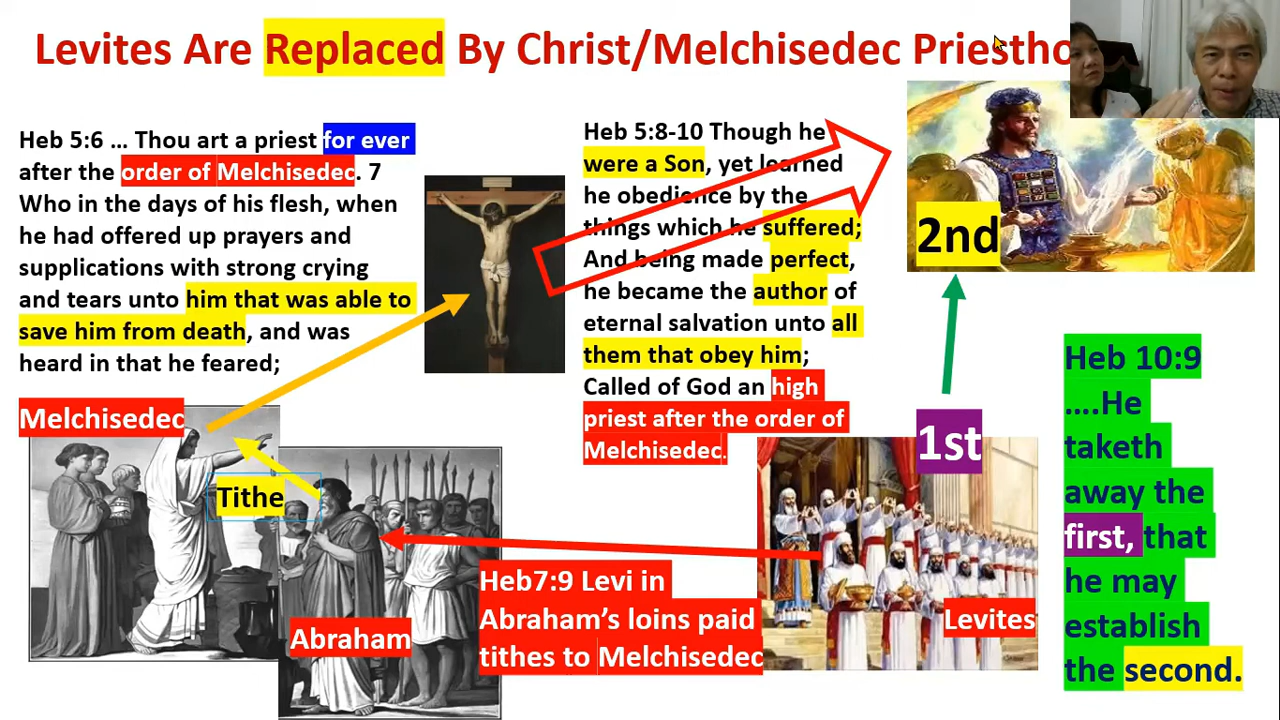 Levites Are Replaced By Christ/Melchisedec
Heb 5:6 ... Thou art a priest for ever
after the order of Melchisedec. 7
Who in the days of his flesh, when
he had offered up prayers and
supplications with strong crying
and tears unto him that was able to
save him from death, and was
heard in that he feared;
Heb 5:8-10 Though he
were a Son, yet learned
he obedience by the
things which he suffered;
And being made perfect,
he became the author of
eternal salvation unto all
them that obey him;
Called of God an high
priest after the order of
Melchisedec.
2nd
1st
Melchisedec
Tithe
Abraham
Heb7:9 Levi in
Abraham's loins paid
tithes to Melchisedec
Levites
Heb 10:9
....He
taketh
away the
first, that
he may
establish
the second.